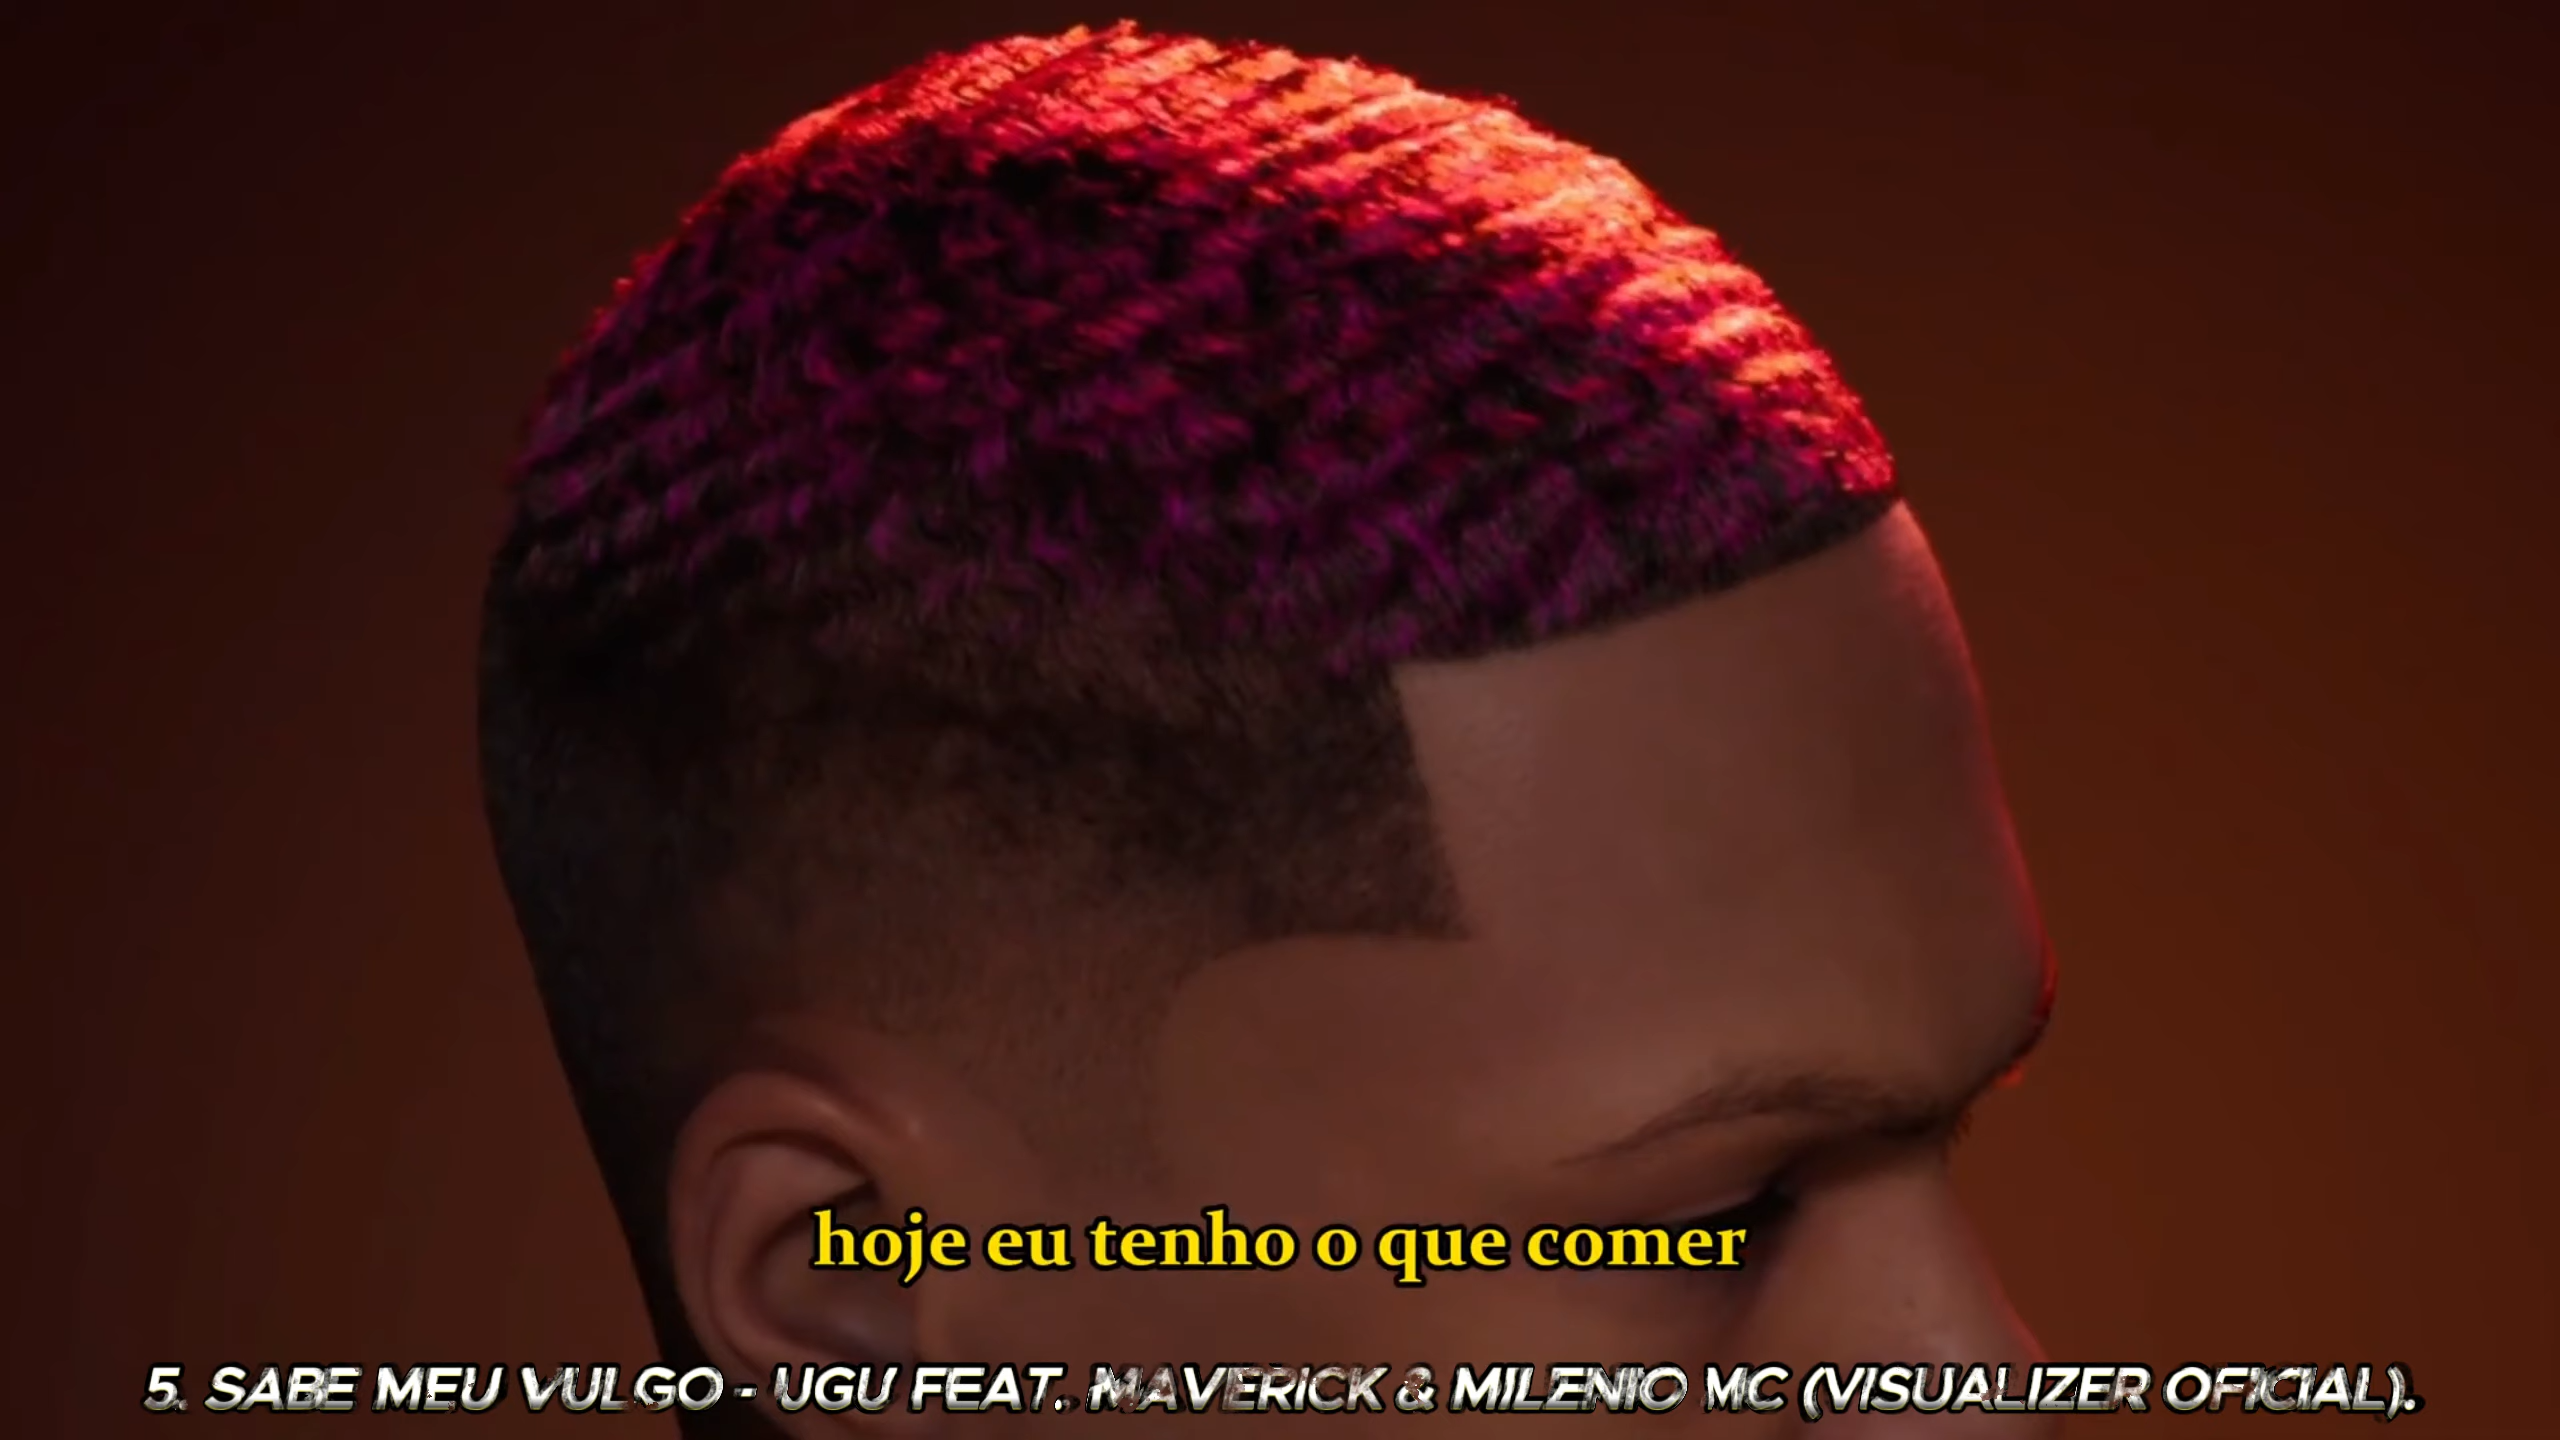 hoje eu tenho o que comer
5. SABE MEU VULGO - UGU FEAT. MAVERICK & MILENIO MC (VISUALIZER OFICIAL).